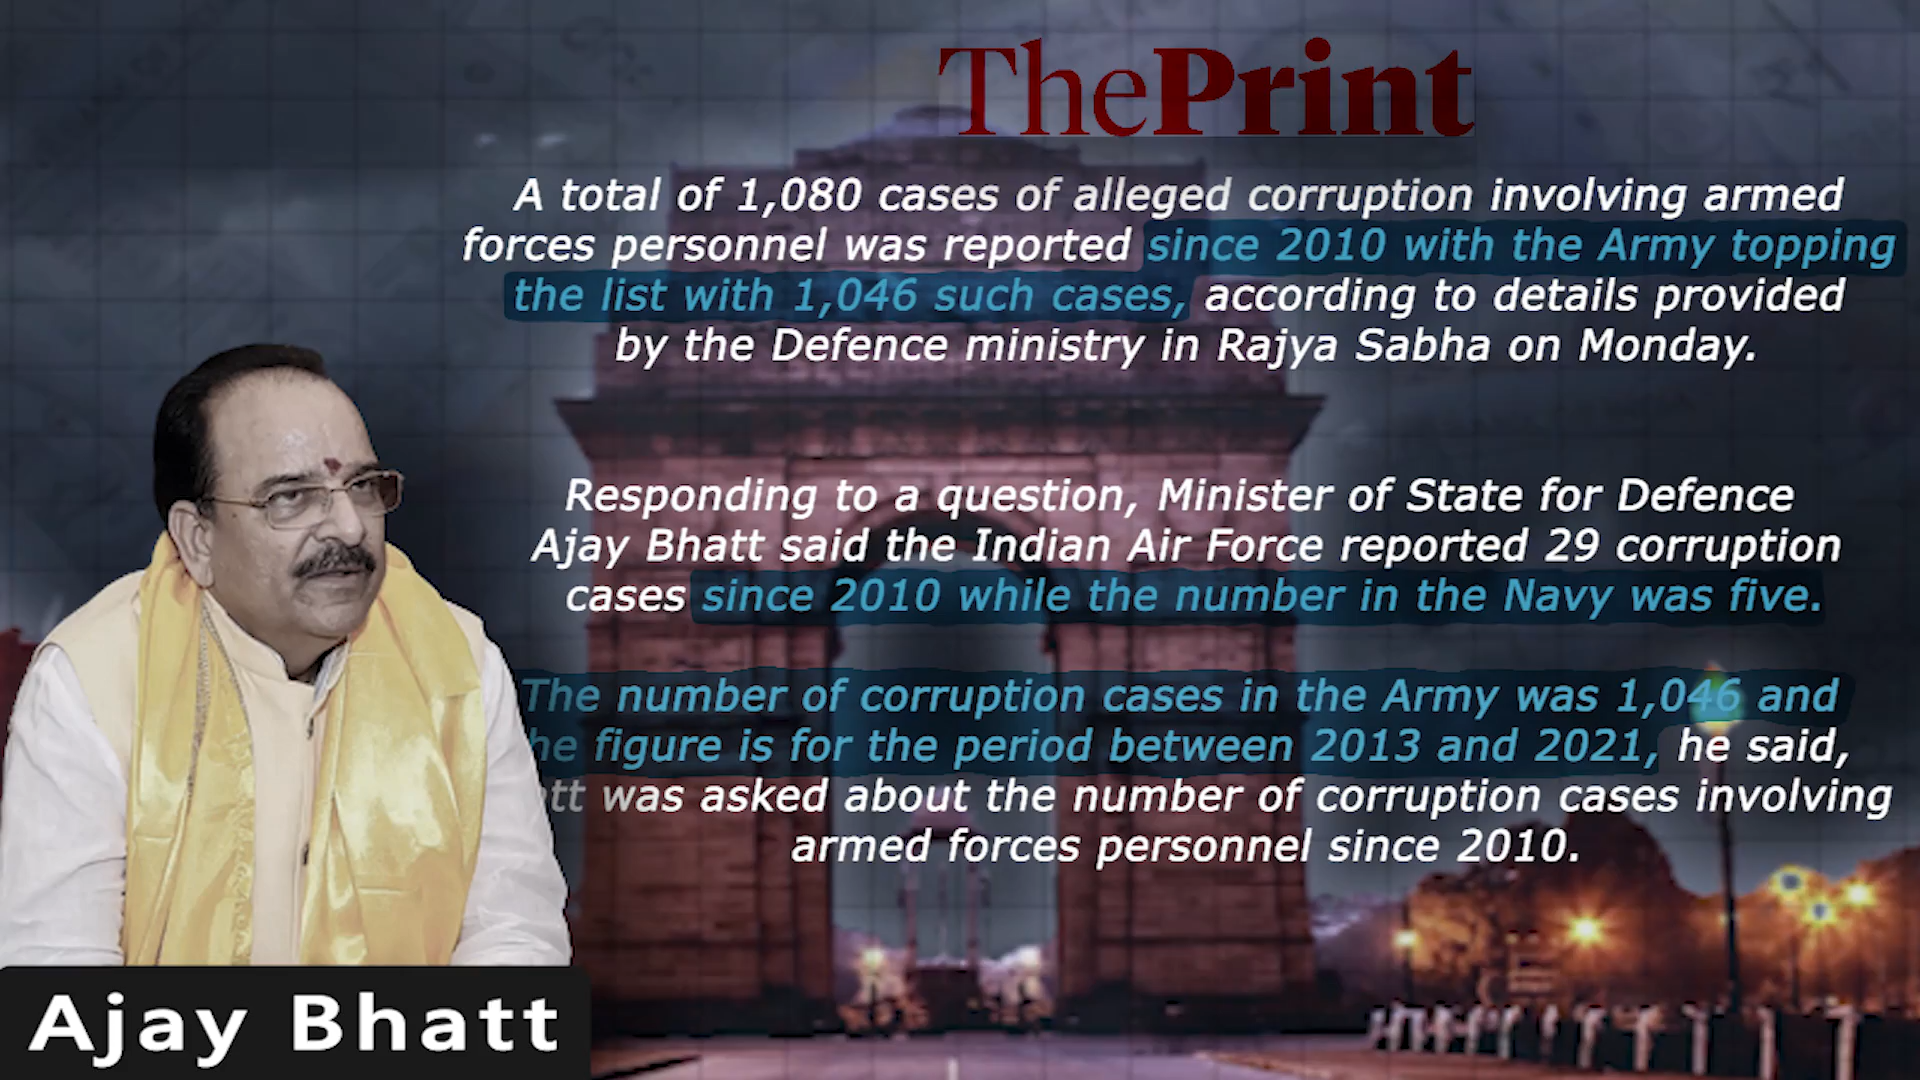 ThePrint
A total of 1,080 cases of alleged corruption involving armed
forces personnel was reported since 2010 with the Army topping
the list with 1,046 such cases, according to details provided
by the Defence ministry in Rajya Sabha on Monday.
Responding to a question, Minister of State for Defence
Ajay Bhatt said the Indian Air Force reported 29 corruption
cases since 2010 while the number in the Navy was five.
The number of corruption cases in the Army was 1,046 and
he figure is for the period between 2013 and 2021, he said,
tt was asked about the number of corruption cases involving
armed forces personnel since 2010.
Ajay Bhatt